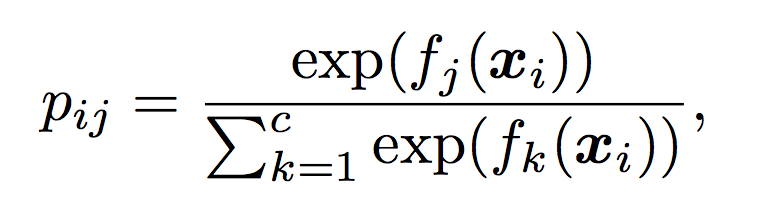 $p_{ij} = \frac{\exp(f_j(\boldsymbol{x}_i))}{\sum_{k=1}^{c} \exp(f_k(\boldsymbol{x}_i))},$